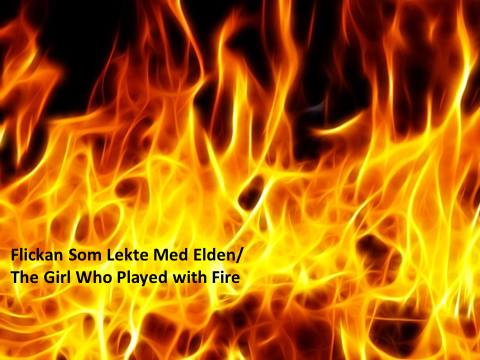 Flickan Som Lekte Med Elden/
The Girl Who Played with Fire